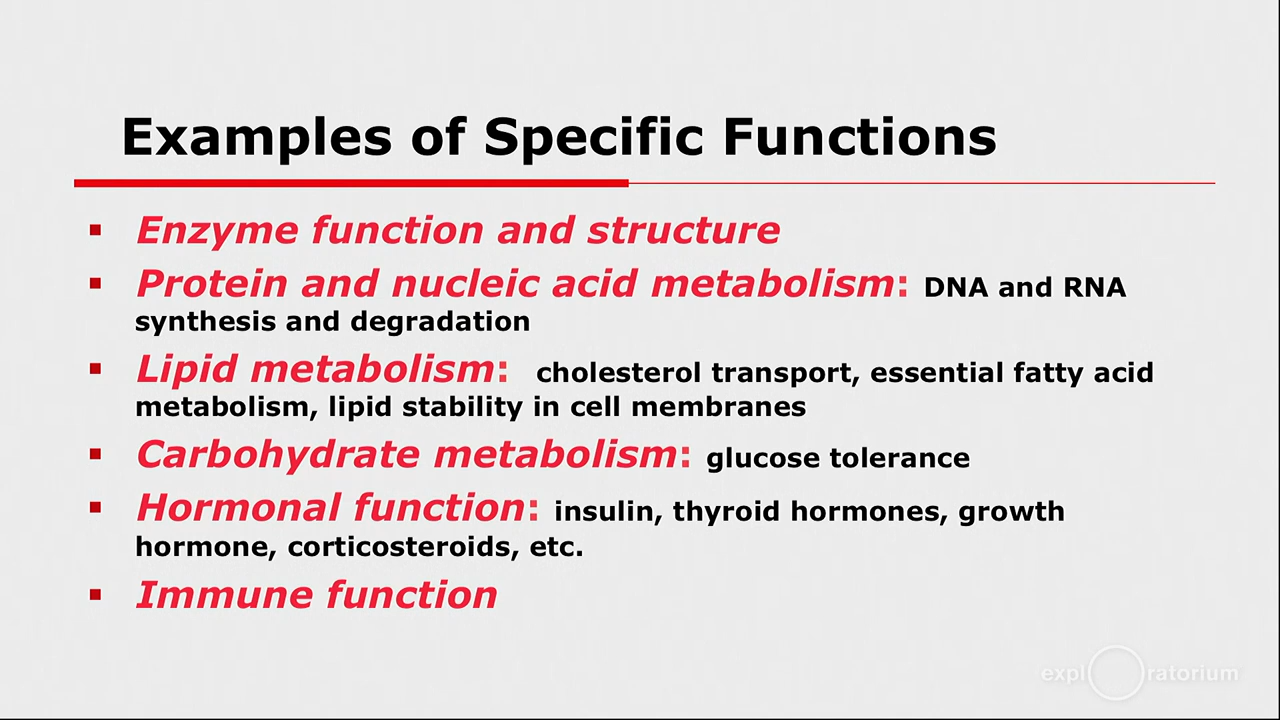 Examples of Specific Functions
▪ Enzyme function and structure
▪ Protein and nucleic acid metabolism: DNA and RNA
synthesis and degradation
▪ Lipid metabolism: cholesterol transport, essential fatty acid
metabolism, lipid stability in cell membranes
▪ Carbohydrate metabolism: glucose tolerance
▪ Hormonal function: insulin, thyroid hormones, growth
hormone, corticosteroids, etc.
▪ Immune function
exploratorium